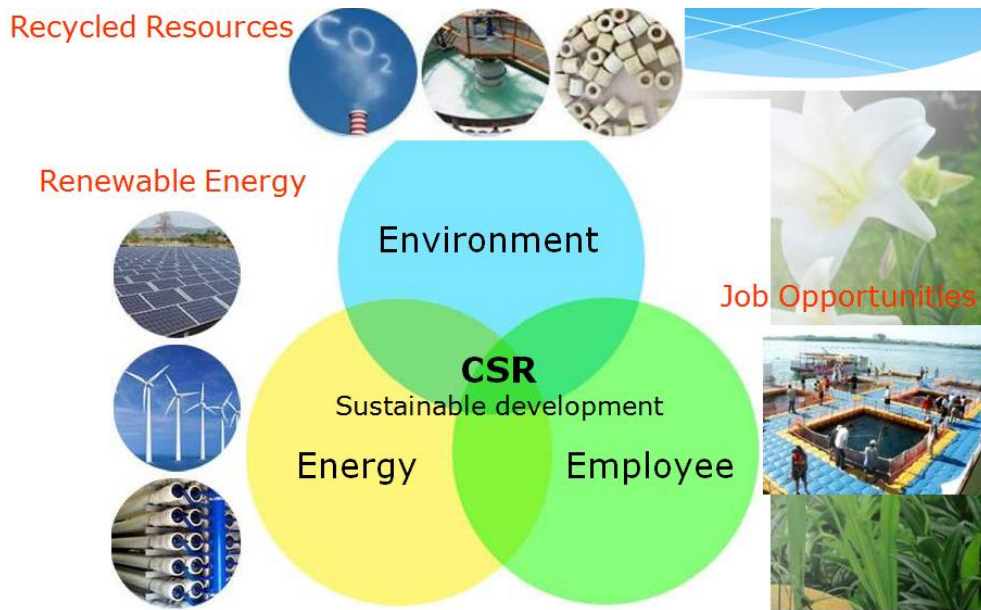 Recycled Resources
CO2
Renewable Energy
Environment
Job Opportunities
CSR
Sustainable development
Energy
Employee